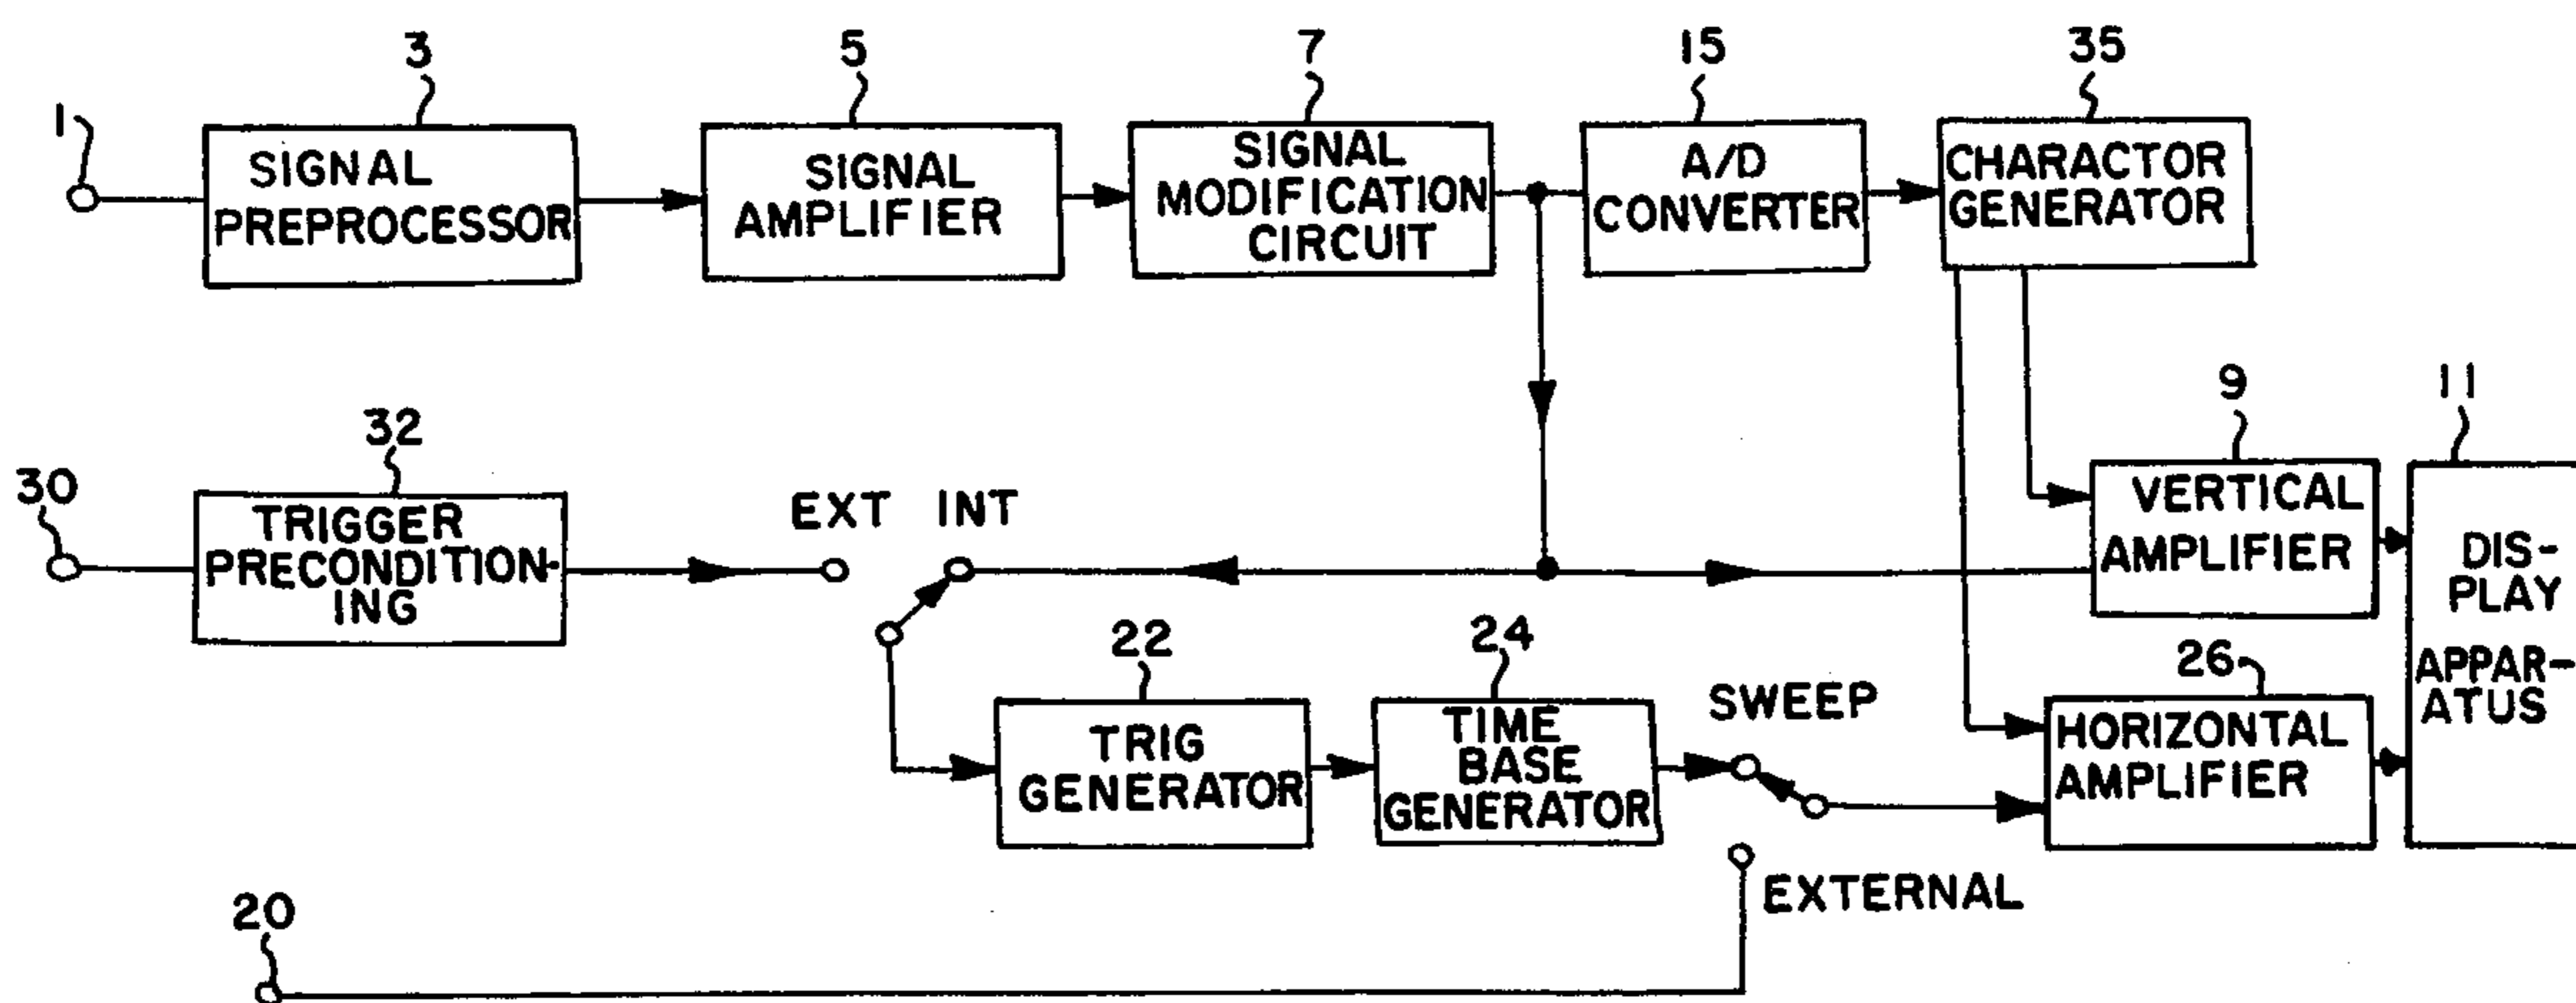 3
5
7
15
35
1
SIGNAL
PREPROCESSOR
SIGNAL
AMPLIFIER
SIGNAL
MODIFICATION
CIRCUIT
A/D
CONVERTER
CHARACTOR
GENERATOR
32
9
11
30
TRIGGER
PRECONDITION-
ING
EXT INT
VERTICAL
AMPLIFIER
DIS-
PLAY
APPAR-
ATUS
22
24
26
TRIG
GENERATOR
TIME
BASE
GENERATOR
SWEEP
HORIZONTAL
AMPLIFIER
EXTERNAL
20